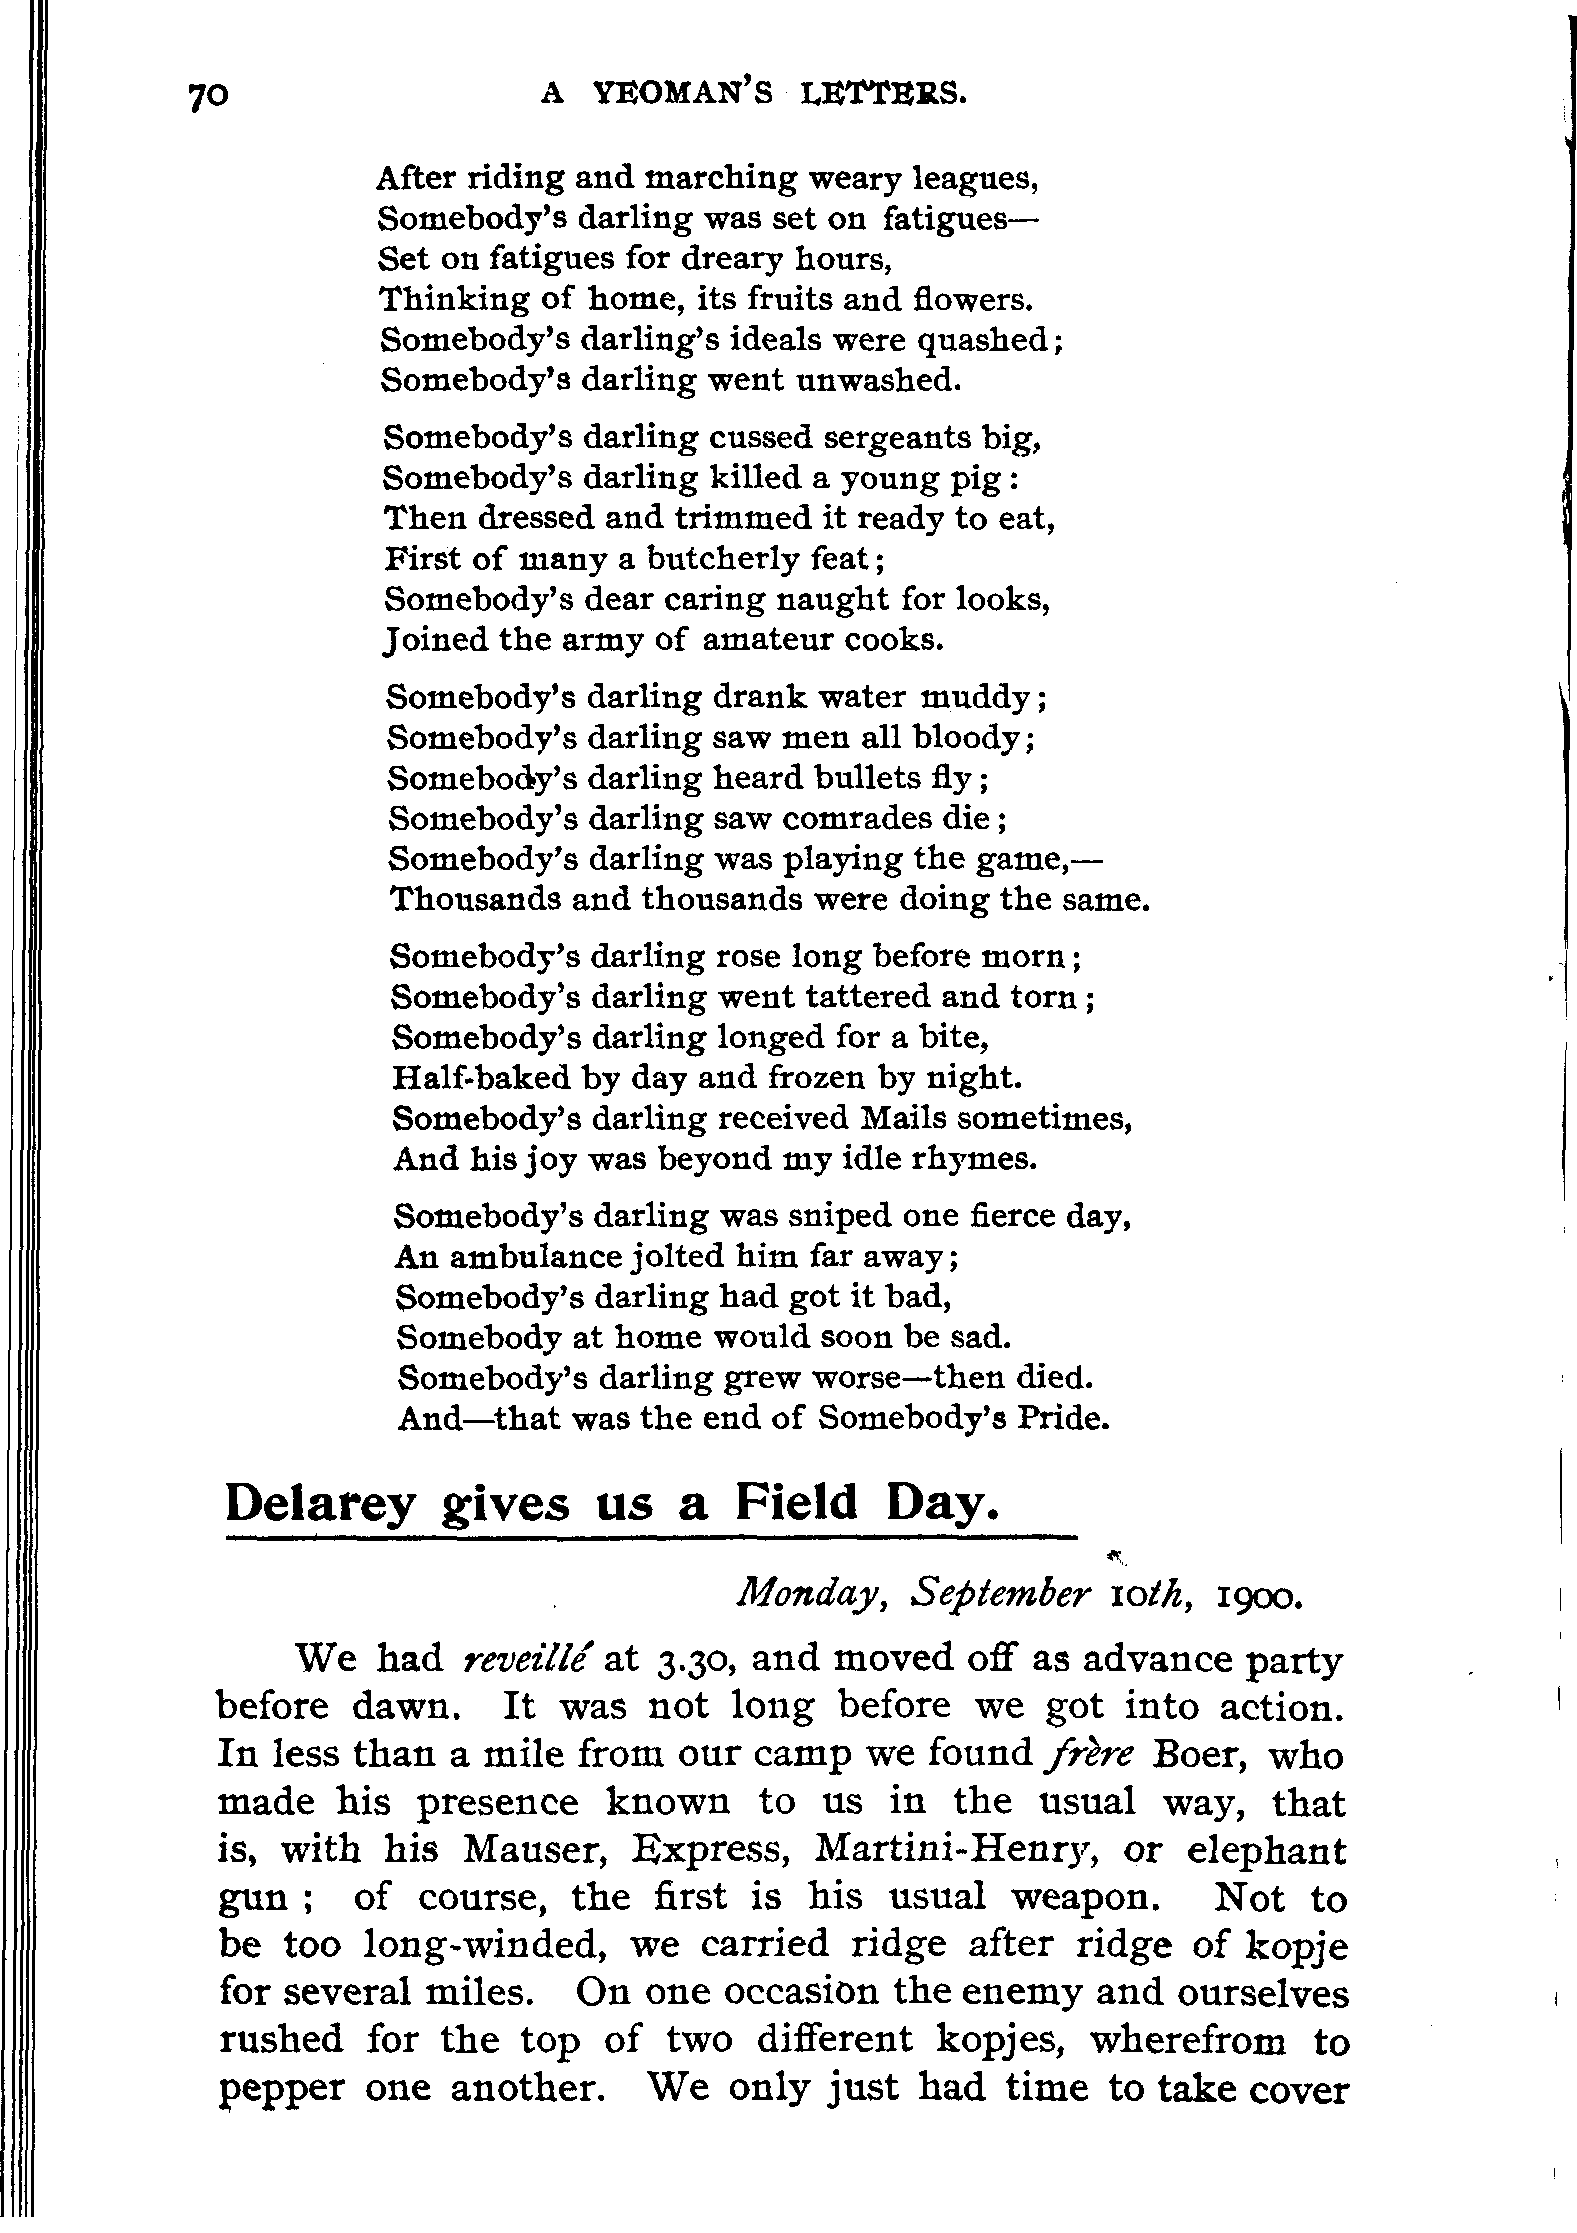 70 A YEOMAN'S LETTERS.
After riding and marching weary leagues,
Somebody's darling was set on fatigues—
Set on fatigues for dreary hours,
Thinking of home, its fruits and flowers.
Somebody's darling's ideals were quashed;
Somebody's darling went unwashed.
Somebody's darling cussed sergeants big,
Somebody's darling killed a young pig:
Then dressed and trimmed it ready to eat,
First of many a butcherly feat;
Somebody's dear caring naught for looks,
Joined the army of amateur cooks.
Somebody's darling drank water muddy;
Somebody's darling saw men all bloody;
Somebody's darling heard bullets fly;
Somebody's darling saw comrades die;
Somebody's darling was playing the game,—
Thousands and thousands were doing the same.
Somebody's darling rose long before morn;
Somebody's darling went tattered and torn;
Somebody's darling longed for a bite,
Half-baked by day and frozen by night.
Somebody's darling received Mails sometimes,
And his joy was beyond my idle rhymes.
Somebody's darling was sniped one fierce day,
An ambulance jolted him far away;
Somebody's darling had got it bad,
Somebody at home would soon be sad.
Somebody's darling grew worse—then died.
And—that was the end of Somebody's Pride.
Delarey gives us a Field Day.
Monday, September 10th, 1900.
We had reveillé at 3.30, and moved off as advance party
before dawn. It was not long before we got into action.
In less than a mile from our camp we found frère Boer, who
made his presence known to us in the usual way, that
is, with his Mauser, Express, Martini-Henry, or elephant
gun; of course, the first is his usual weapon. Not to
be too long-winded, we carried ridge after ridge of kopje
for several miles. On one occasion the enemy and ourselves
rushed for the top of two different kopjes, wherefrom to
pepper one another. We only just had time to take cover